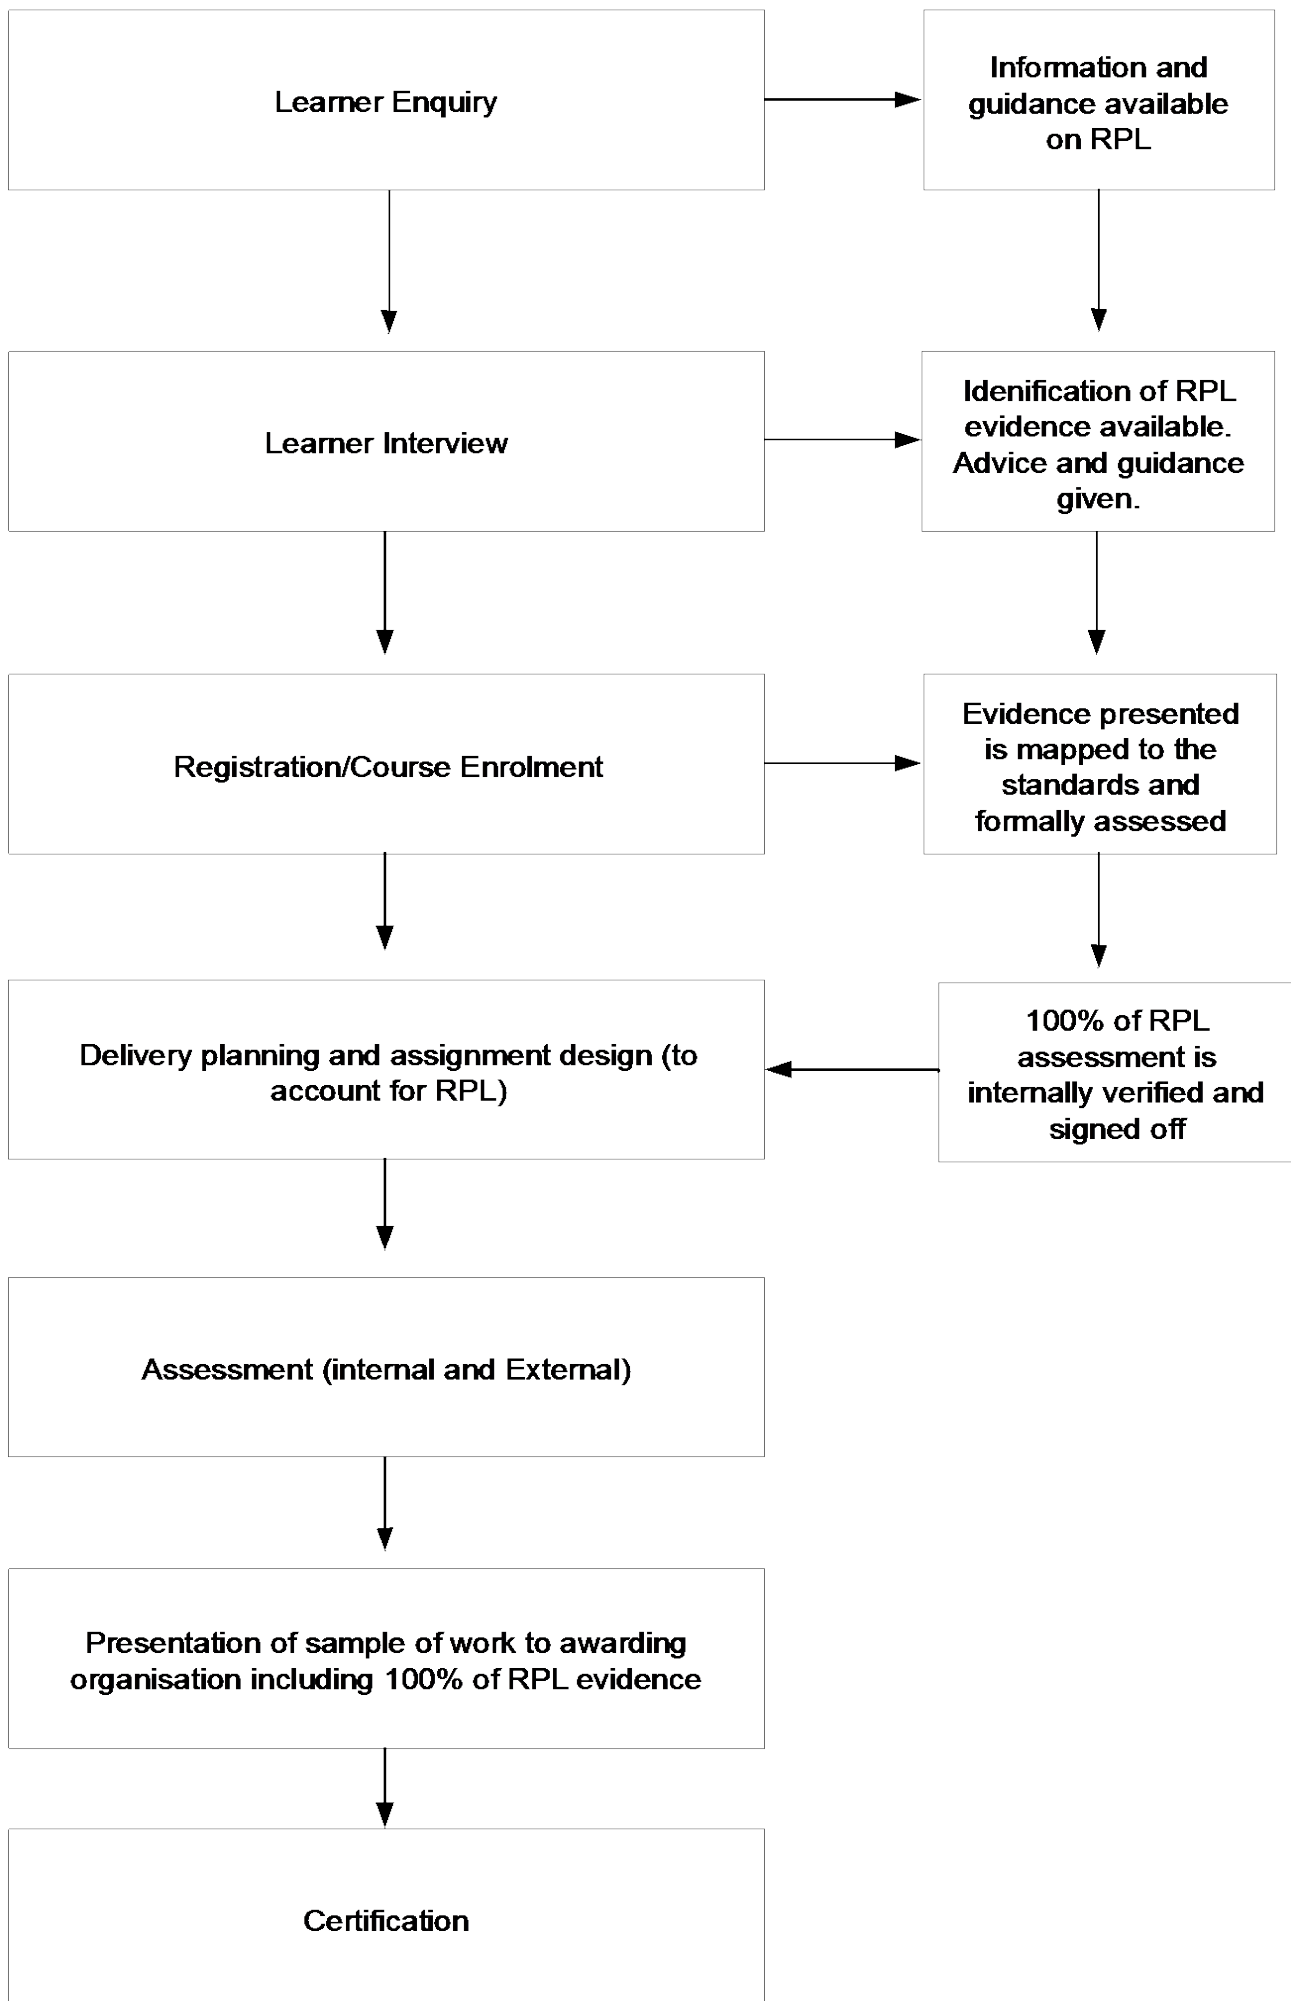 Learner Enquiry
Information and
guidance available
on RPL
Learner Interview
Idenification of RPL
evidence available.
Advice and guidance
given.
Registration/Course Enrolment
Evidence presented
is mapped to the
standards and
formally assessed
Delivery planning and assignment design (to
account for RPL)
100% of RPL
assessment is
internally verified and
signed off
Assessment (internal and External)
Presentation of sample of work to awarding
organisation including 100% of RPL evidence
Certification